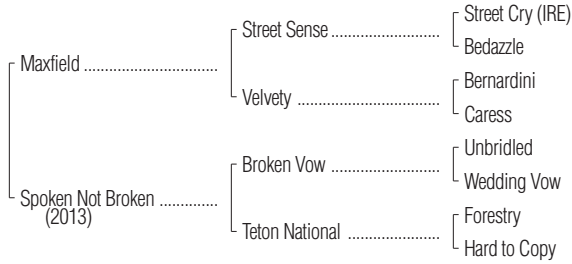 Street Cry (IRE)
Street Sense ..............................
Bedazzle
Maxfield .....................................
Bernardini
Velvety .......................................
Caress
Unbridled
Broken Vow ..............................
Wedding Vow
Spoken Not Broken ................
(2013)
Forestry
Teton National .........................
Hard to Copy